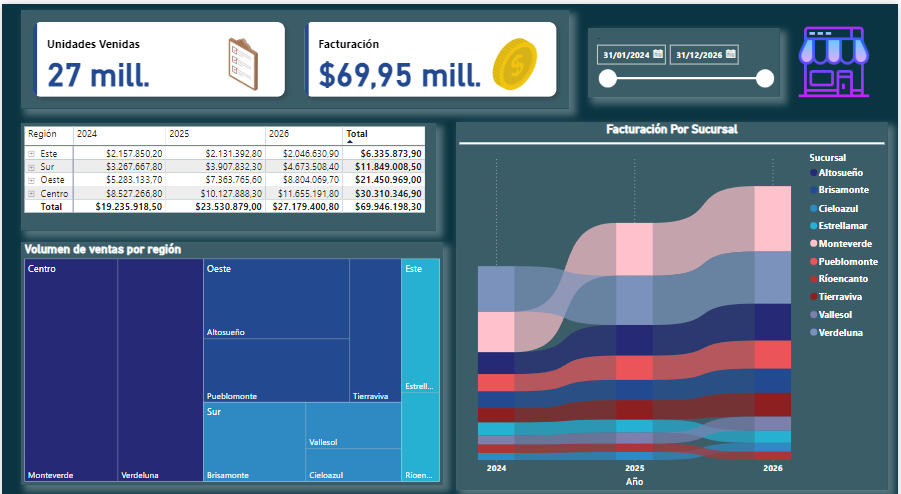 Unidades Venidas
27 mill.
Facturación
$69,95 mill.
31/01/2024 31/12/2026
Región 2024 2025 2026 Total
Este $2.157.850,20 $2.131.392,80 $2.046.630,90 $6.335.873,90
Sur $3.267.667,80 $3.907.832,30 $4.673.508,40 $11.849.008,50
Oeste $5.283.133,70 $7.363.765,60 $8.804.069,70 $21.450.969,00
Centro $8.527.266,80 $10.127.888,30 $11.655.191,80 $30.310.346,90
Total $19.235.918,50 $23.530.879,00 $27.179.400,80 $69.946.198,30
Volumen de ventas por región
Centro
Monteverde
Verdeluna
Oeste
Altosueño
Pueblomonte
Tierraviva
Sur
Brisamonte
Vallesol
Cieloazul
Este
Estrell...
Ríoen...
Facturación Por Sucursal
Sucursal
Altosueño
Brisamonte
Cieloazul
Estrellamar
Monteverde
Pueblomonte
Ríoencanto
Tierraviva
Vallesol
Verdeluna
2024 2025 2026
Año